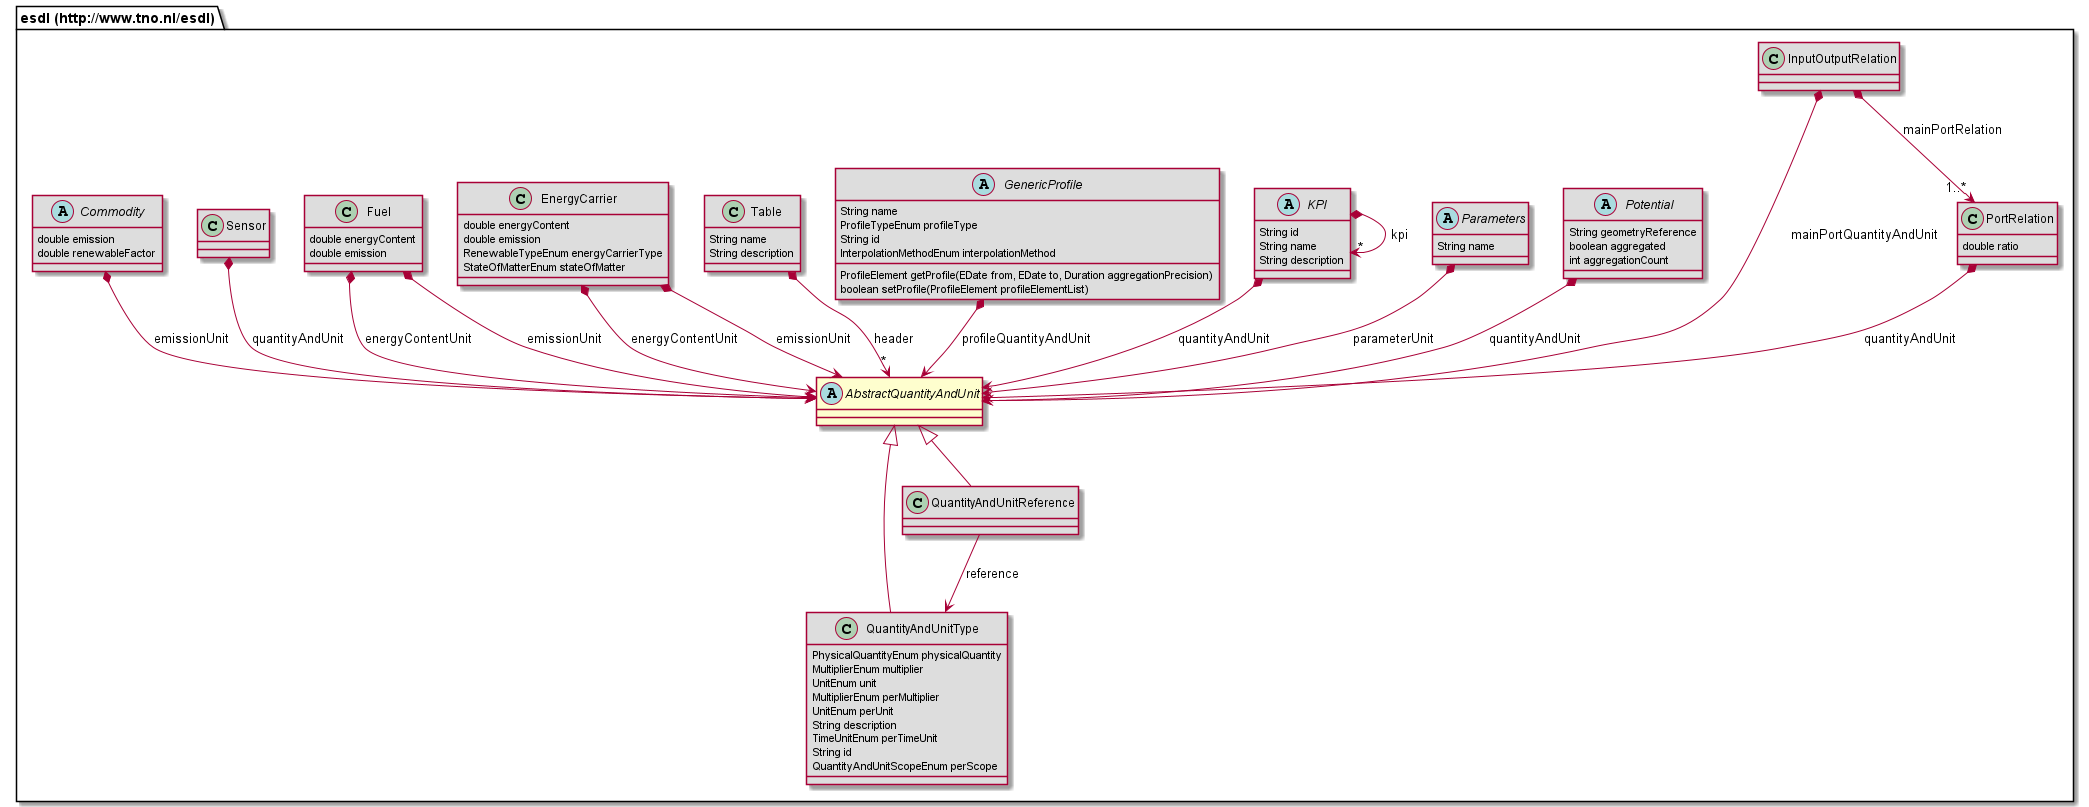 esdl (http://www.tno.nl/esdl)
C InputOutputRelation
mainPortRelation
1..*
A Commodity
double emission
double renewableFactor
C Sensor
C Fuel
double energyContent
double emission
C EnergyCarrier
double energyContent
double emission
RenewableTypeEnum energyCarrierType
StateOfMatterEnum stateOfMatter
C Table
String name
String description
A GenericProfile
String name
ProfileTypeEnum profileType
String id
InterpolationMethodEnum interpolationMethod
ProfileElement getProfile(EDate from, EDate to, Duration aggregationPrecision)
boolean setProfile(ProfileElement profileElementList)
A KPI
String id
String name
String description
kpi
*
A Parameters
String name
A Potential
String geometryReference
boolean aggregated
int aggregationCount
mainPortQuantityAndUnit
C PortRelation
double ratio
emissionUnit
quantityAndUnit
energyContentUnit
emissionUnit
energyContentUnit
emissionUnit
header
*
profileQuantityAndUnit
quantityAndUnit
parameterUnit
quantityAndUnit
quantityAndUnit
A AbstractQuantityAndUnit
C QuantityAndUnitReference
reference
C QuantityAndUnitType
PhysicalQuantityEnum physicalQuantity
MultiplierEnum multiplier
UnitEnum unit
MultiplierEnum perMultiplier
UnitEnum perUnit
String description
TimeUnitEnum perTimeUnit
String id
QuantityAndUnitScopeEnum perScope